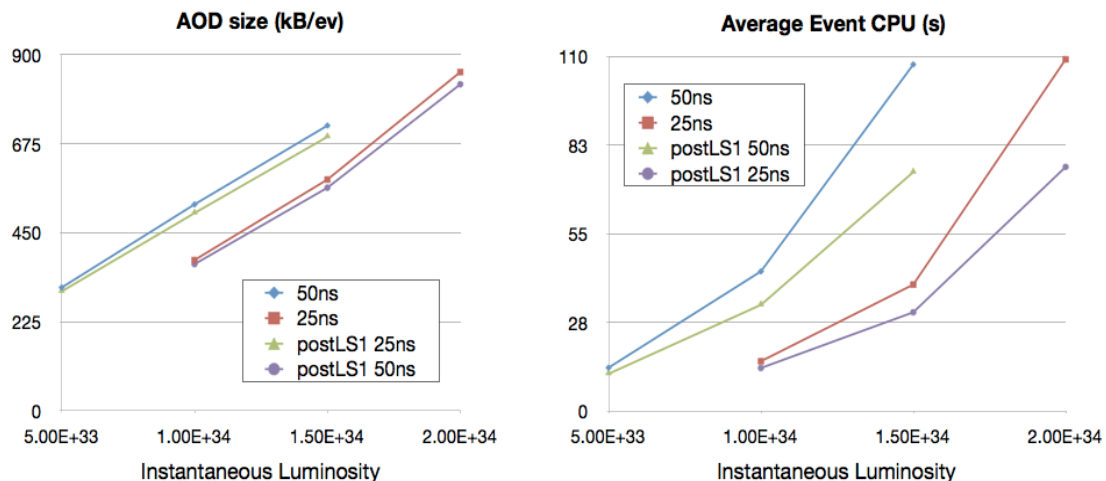 AOD size (kB/ev)
900
675
450
225
0
5.00E+33
1.00E+34
1.50E+34
2.00E+34
Instantaneous Luminosity
50ns
25ns
postLS1 25ns
postLS1 50ns
Average Event CPU (s)
110
83
55
28
0
5.00E+33
1.00E+34
1.50E+34
2.00E+34
Instantaneous Luminosity
50ns
25ns
postLS1 50ns
postLS1 25ns